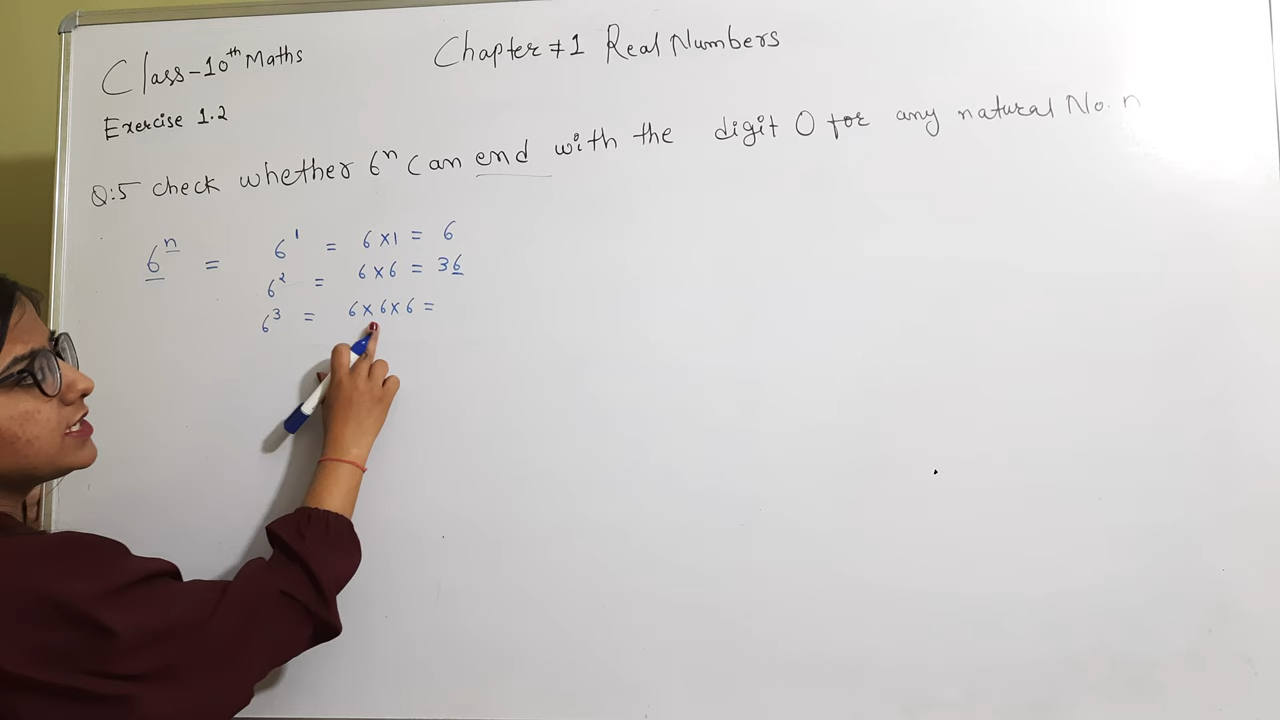 Class-10th Maths
Chapter ≠ 1 Real Numbers
Exercise 1.2
Q:5 Check whether 6ⁿ Can end with the digit 0 for any natural No. n
6ⁿ = 6¹ = 6×1 = 6
6² = 6×6 = 36
6³ = 6×6×6 =